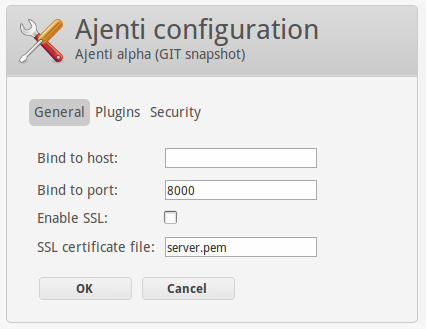 Ajenti configuration
Ajenti alpha (GIT snapshot)
General Plugins Security
Bind to host:
Bind to port: 8000
Enable SSL:
SSL certificate file: server.pem
OK Cancel